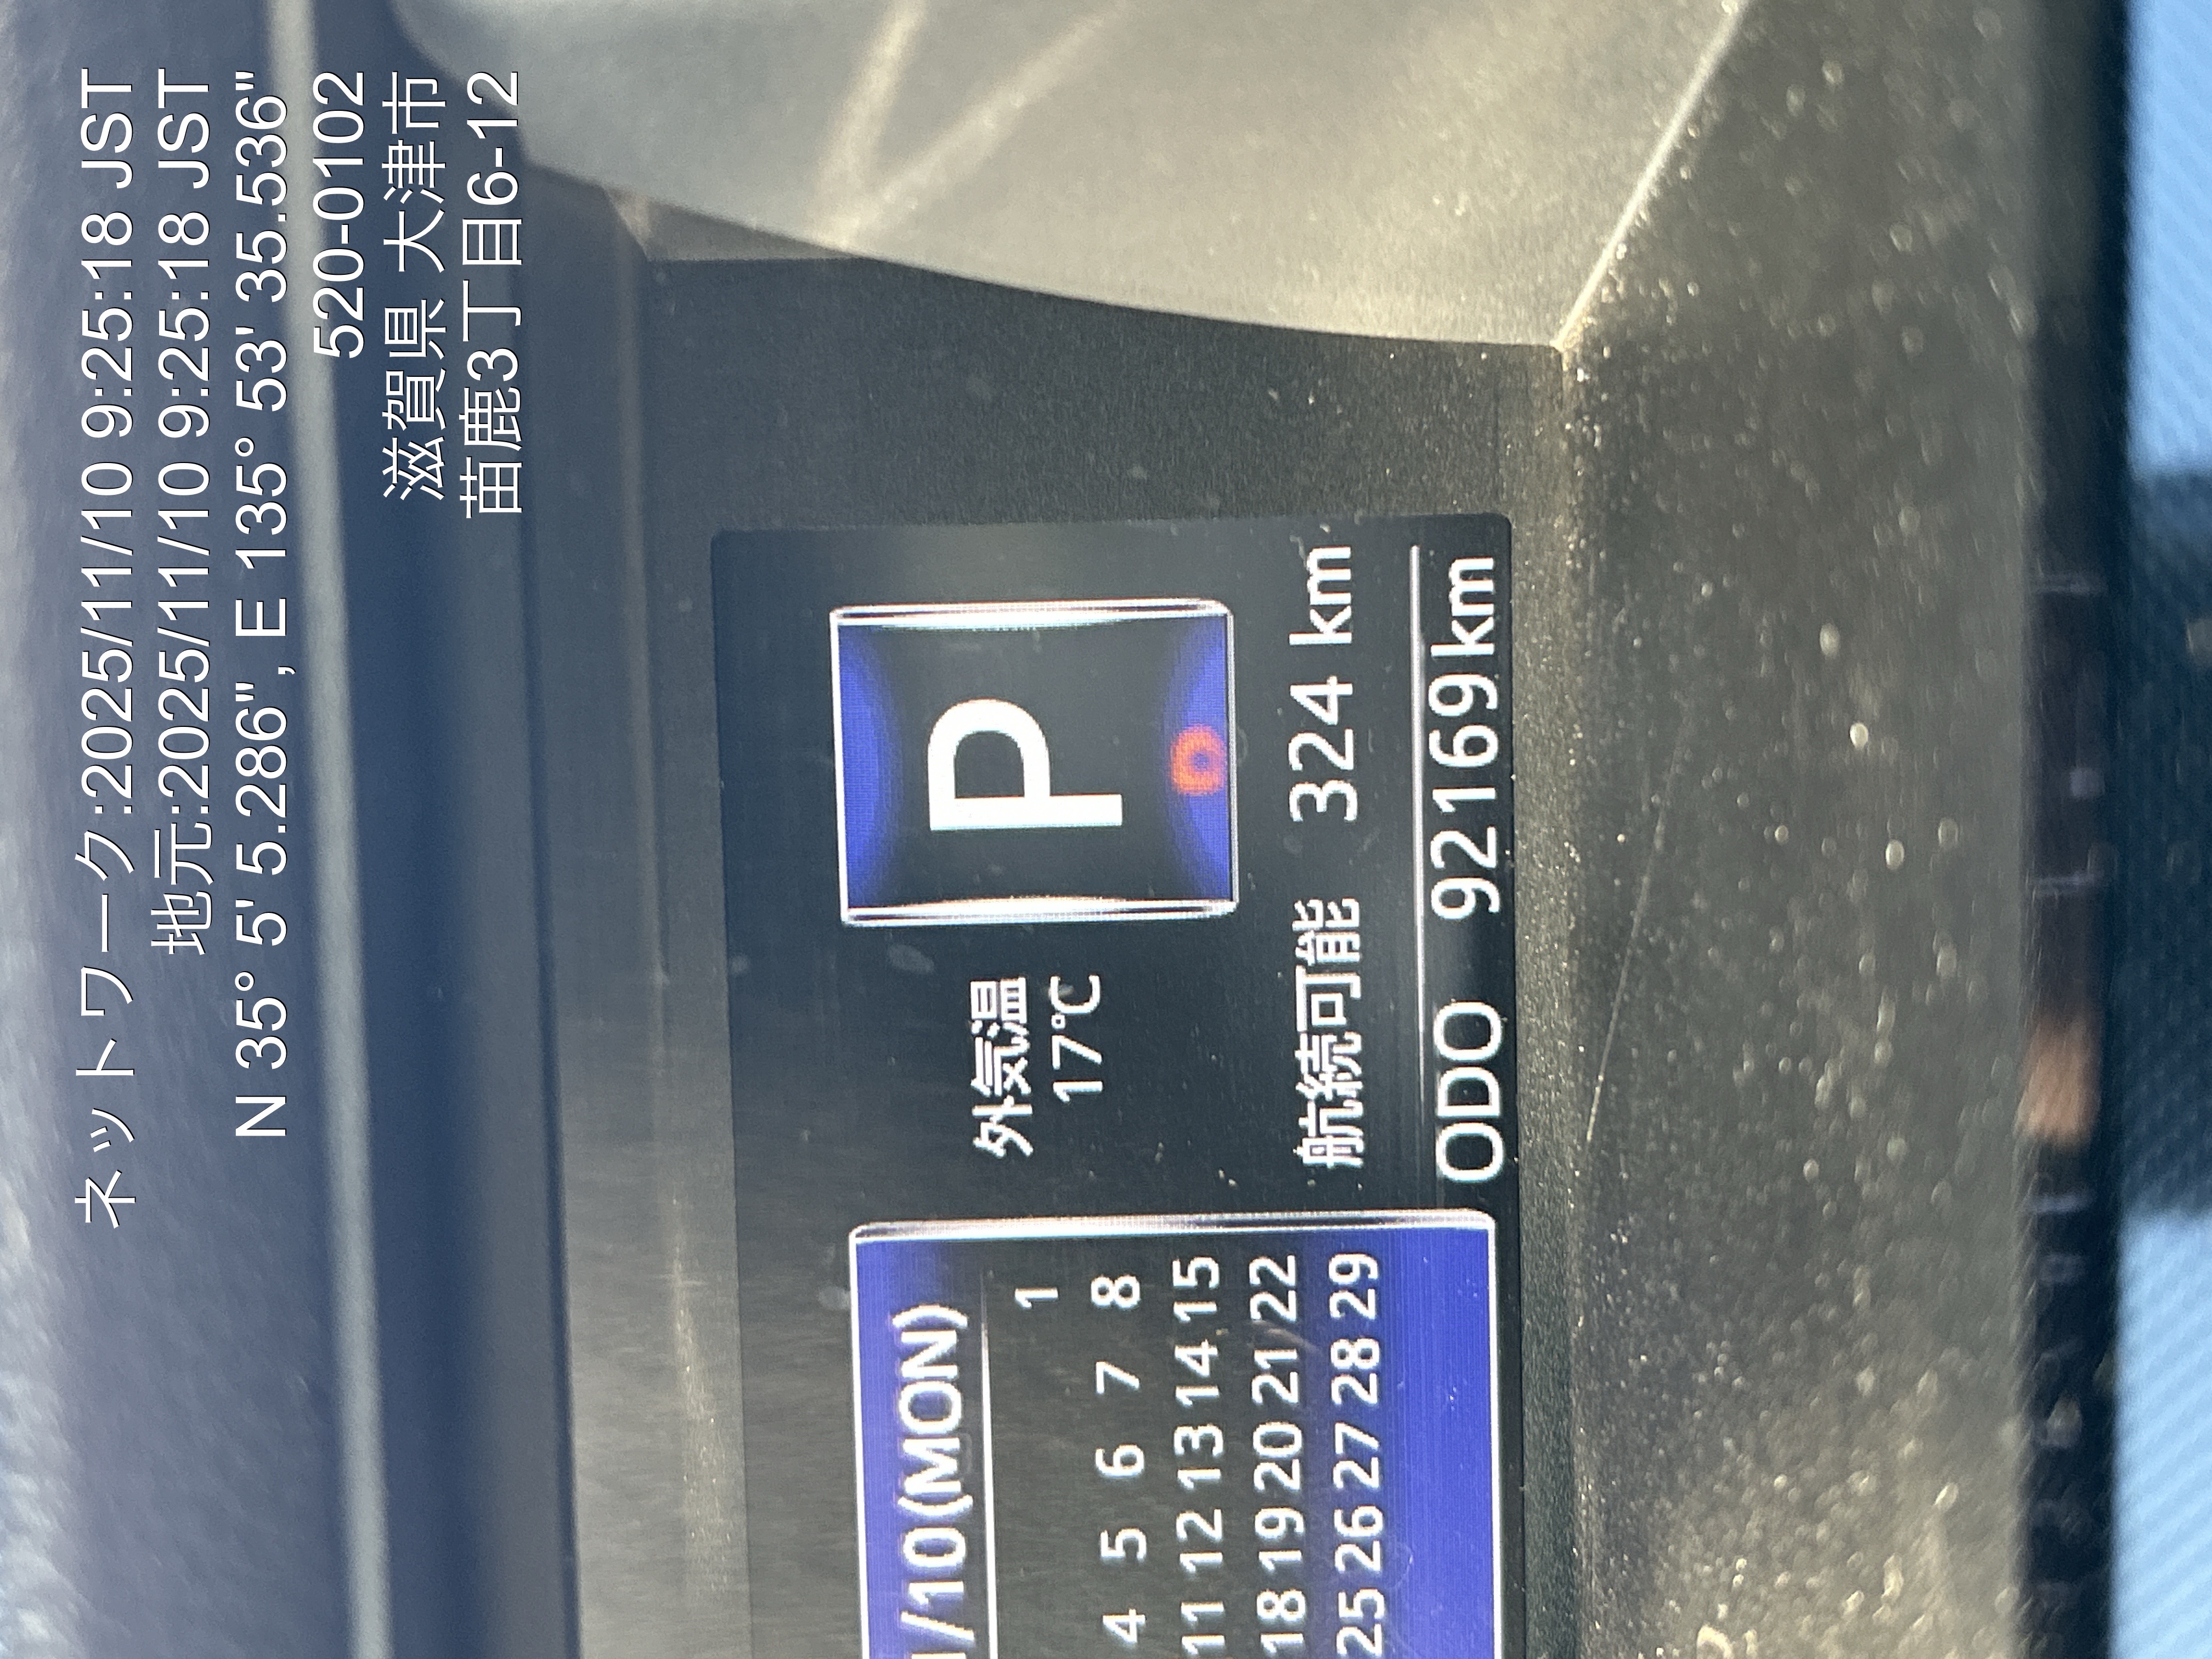 ネットワーク:2025/11/10 9:25:18 JST
地元:2025/11/10 9:25:18 JST
N 35° 5' 5.286", E 135° 53' 35.536"
520-0102
滋賀県 大津市
苗鹿3丁目6-12
1/10(MON)
1
4 5 6 7 8
11 12 13 14 15
18 19 20 21 22
25 26 27 28 29
外気温
17℃
P
航続可能 324 km
ODO 92169km